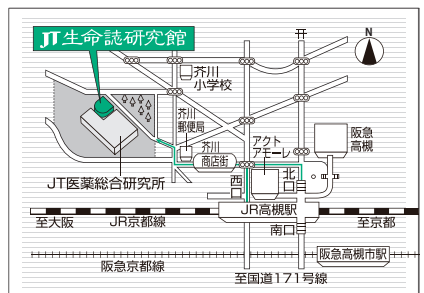 JT生命誌研究館
N
芥川
小学校
芥川
郵便局
芥川
商店街
アクト
アモーレ
阪急
高槻
JT医薬総合研究所
西
口
北
口
JR高槻駅
南口
至大阪
JR京都線
至京都
阪急京都線
阪急高槻市駅
至国道171号線